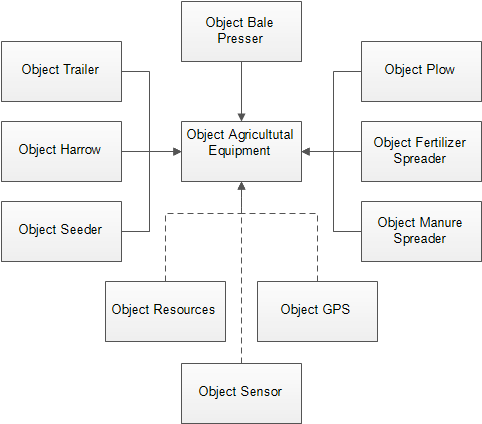 Object Bale
Presser
Object Trailer
Object Plow
Object Agricultutal
Equipment
Object Harrow
Object Fertilizer
Spreader
Object Seeder
Object Manure
Spreader
Object Resources
Object GPS
Object Sensor